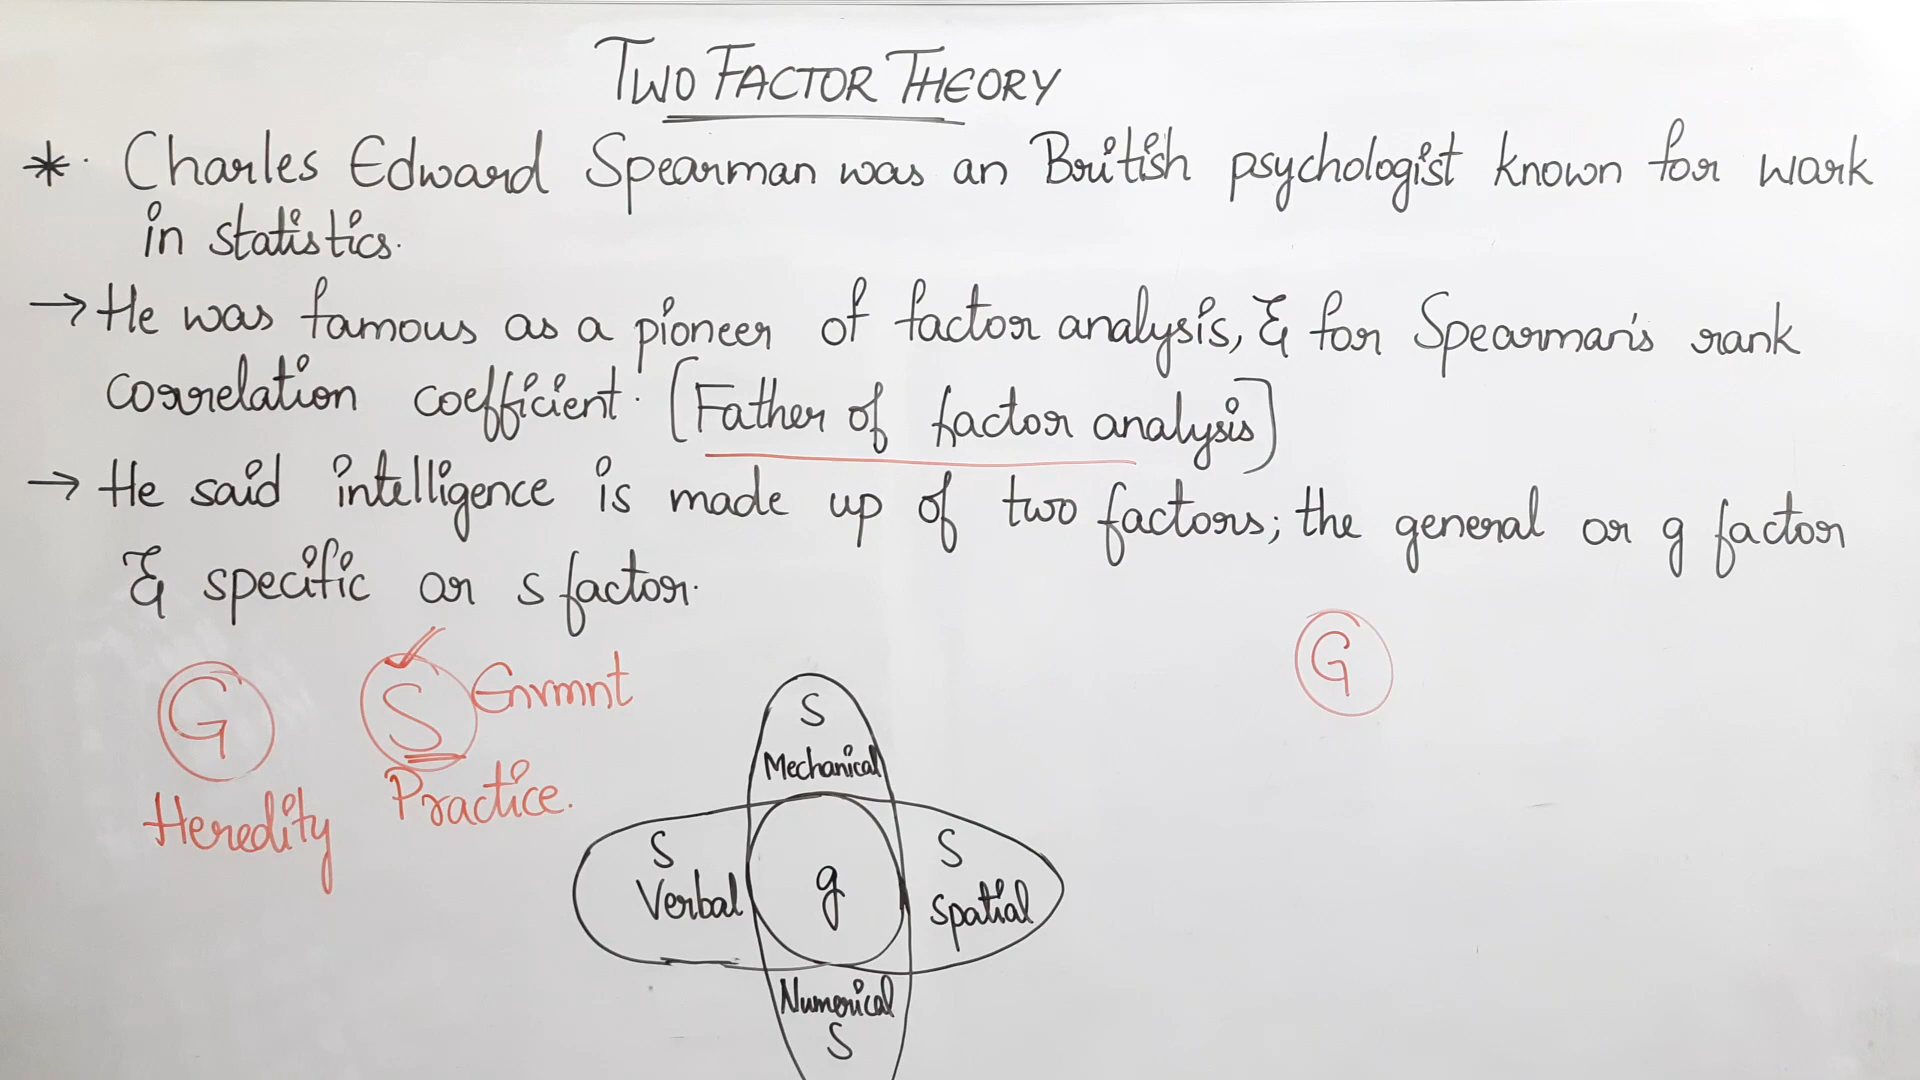 TWO FACTOR THEORY
* Charles Edward Spearman was an British psychologist known for work
in statistics.
→ He was famous as a pioneer of factor analysis, & for Spearman's rank
correlation coefficient. [Father of factor analysis]
→ He said intelligence is made up of two factors; the general or g factor
& specific or s factor.
G
S Envmnt
G
Heredity
Practice.
S
Mechanical
S
Verbal
g
S
Spatial
Numerical
S